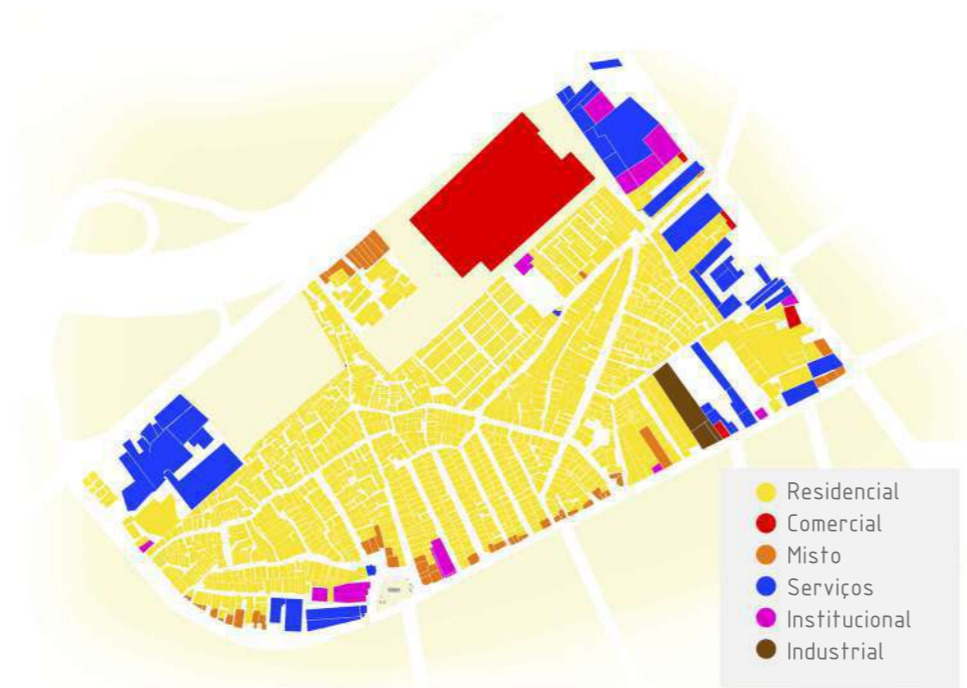 Residencial
Comercial
Misto
Serviços
Institucional
Industrial